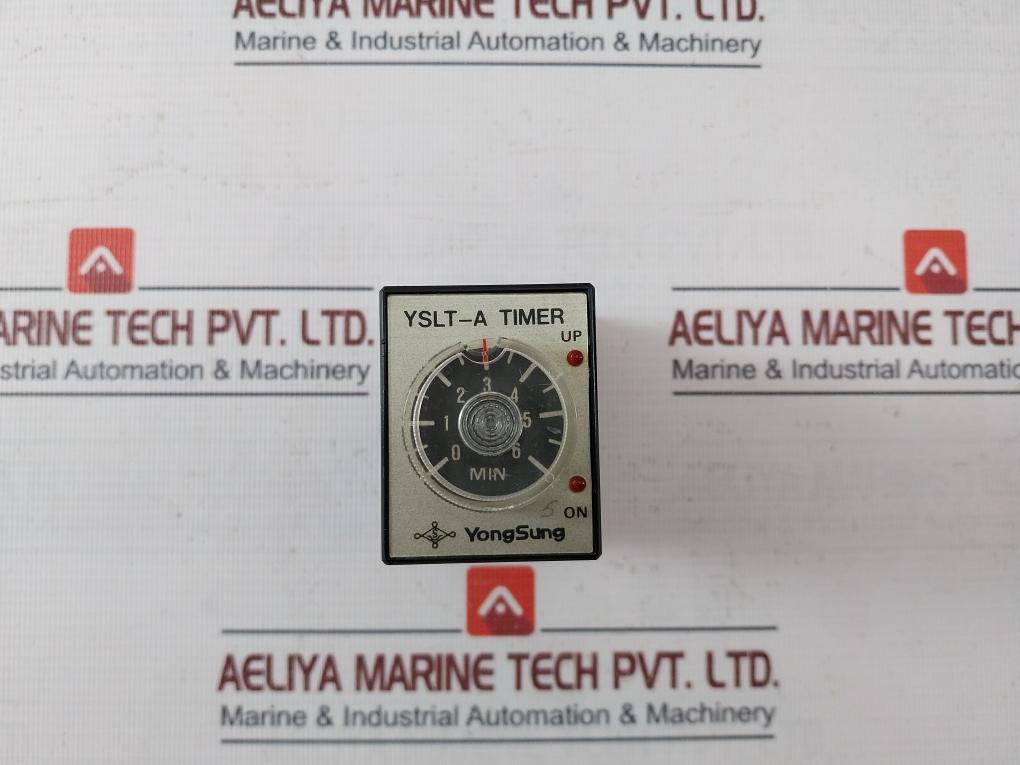 AELIYA MARINE TECH PVT. LTD.
Marine & Industrial Automation & Machinery
ARINE TECH PVT. LTD.
strial Automation & Machinery
AELIYA MARINE TECH
Marine & Industrial Automation
YSLT-A TIMER
UP
0 1 2 3 4 5 6
MIN
5 ON
YongSung
AELIYA MARINE TECH PVT. LTD.
Marine & Industrial Automation & Machinery